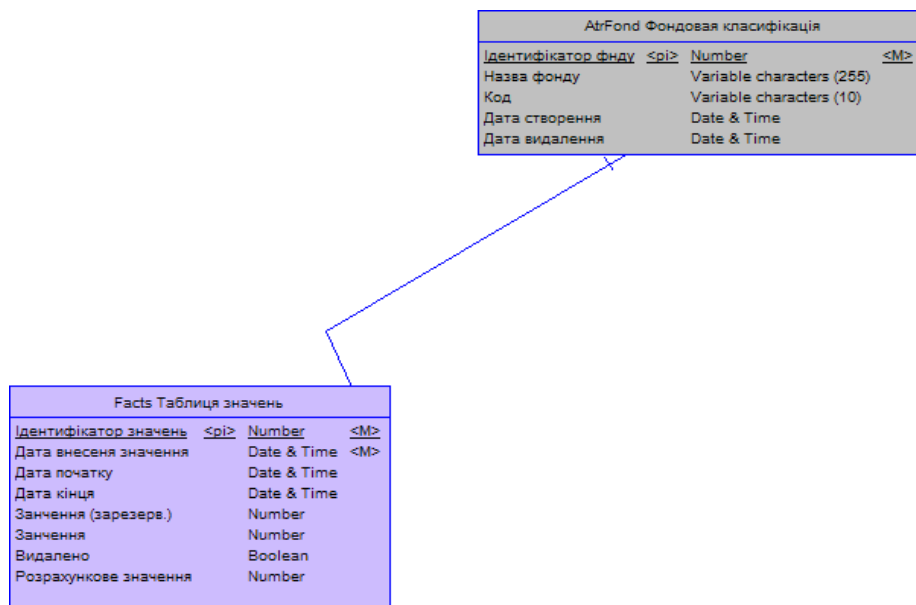 AtrFond Фондовая класифікація
Ідентифікатор фнду <pi> Number <M>
Назва фонду Variable characters (255)
Код Variable characters (10)
Дата створення Date & Time
Дата видалення Date & Time
Facts Таблиця значень
Ідентифікатор значень <pi> Number <M>
Дата внесеня значення Date & Time <M>
Дата початку Date & Time
Дата кінця Date & Time
Занчення (зарезерв.) Number
Занчення Number
Видалено Boolean
Розрахункове значення Number